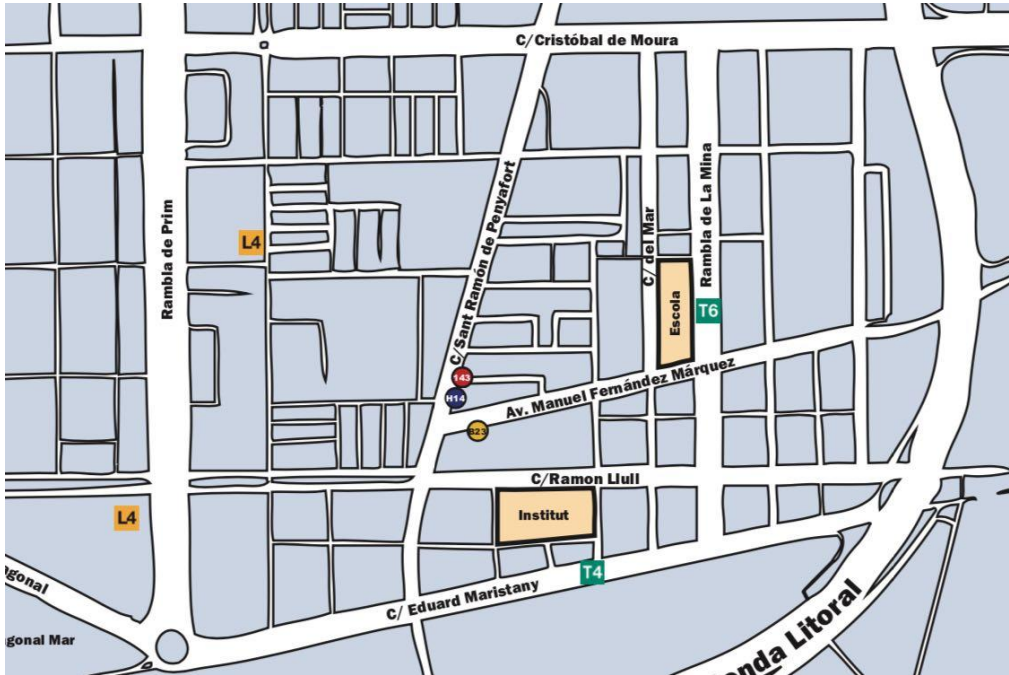 C/Cristóbal de Moura
Rambla de Prim
C/Sant Ramón de Penyafort
C/ del Mar
Rambla de La Mina
L4
Escola
T6
143
H14
Av. Manuel Fernández Márquez
B23
C/Ramon Llull
L4
Institut
T4
agonal
C/ Eduard Maristany
agonal Mar
onda Litoral